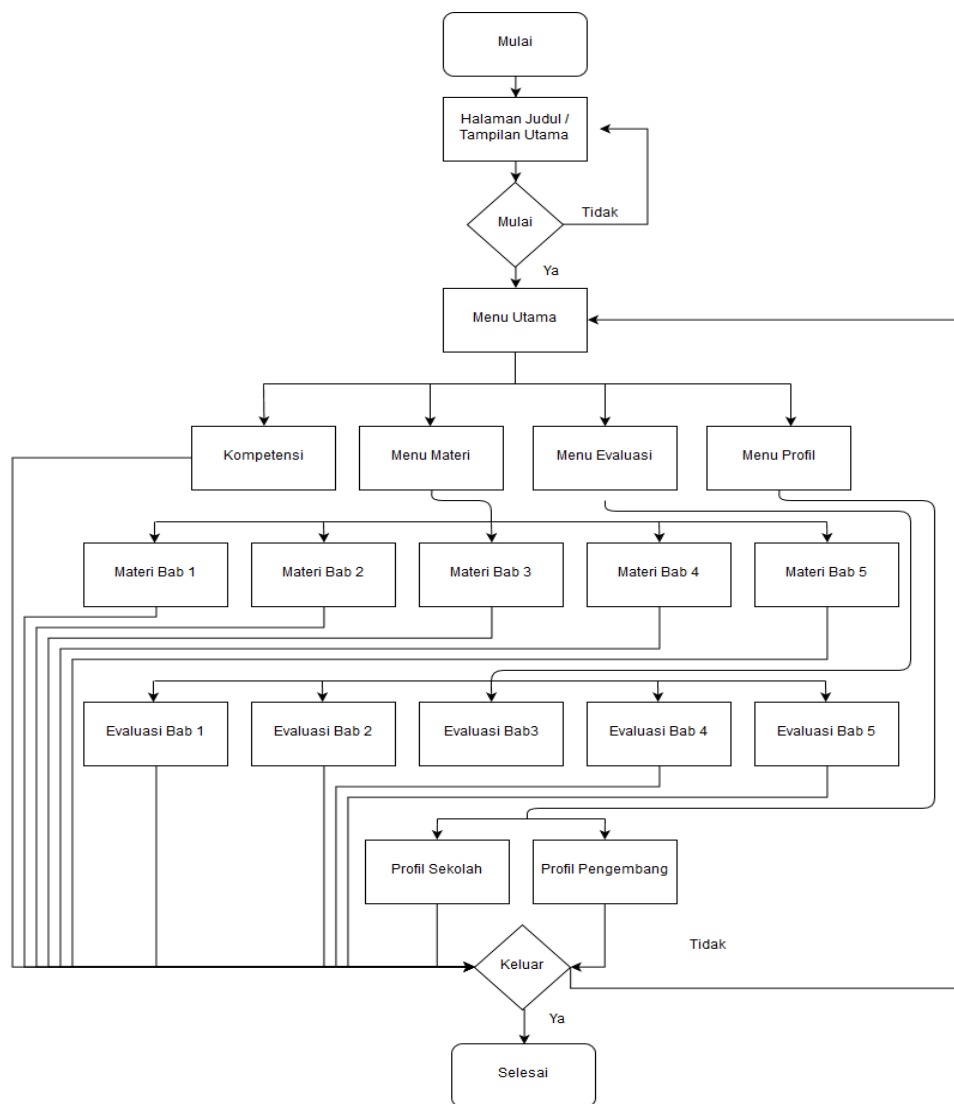 Mulai
Halaman Judul /
Tampilan Utama
Mulai
Tidak
Ya
Menu Utama
Kompetensi
Menu Materi
Menu Evaluasi
Menu Profil
Materi Bab 1
Materi Bab 2
Materi Bab 3
Materi Bab 4
Materi Bab 5
Evaluasi Bab 1
Evaluasi Bab 2
Evaluasi Bab3
Evaluasi Bab 4
Evaluasi Bab 5
Profil Sekolah
Profil Pengembang
Tidak
Keluar
Ya
Selesai